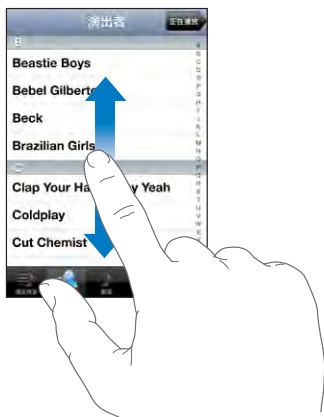 演出者 正在播放
B
Beastie Boys
Bebel Gilberto
Beck
Brazilian Girls
C
Clap Your Ha y Yeah
Coldplay
Cut Chemist